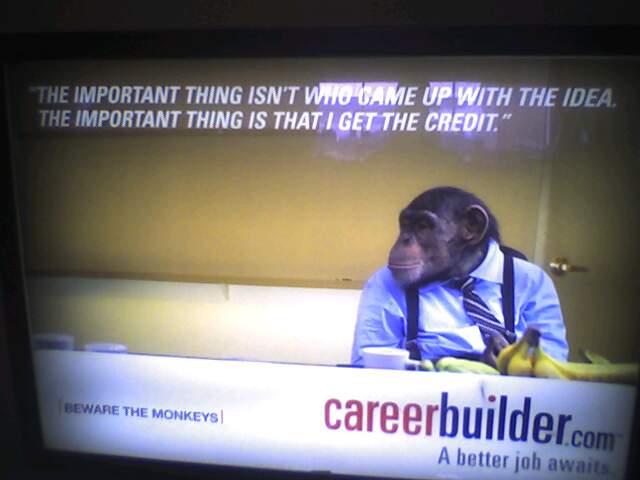 "THE IMPORTANT THING ISN'T WHO CAME UP WITH THE IDEA.
THE IMPORTANT THING IS THAT I GET THE CREDIT."
|BEWARE THE MONKEYS|
careerbuilder.com™
A better job awaits